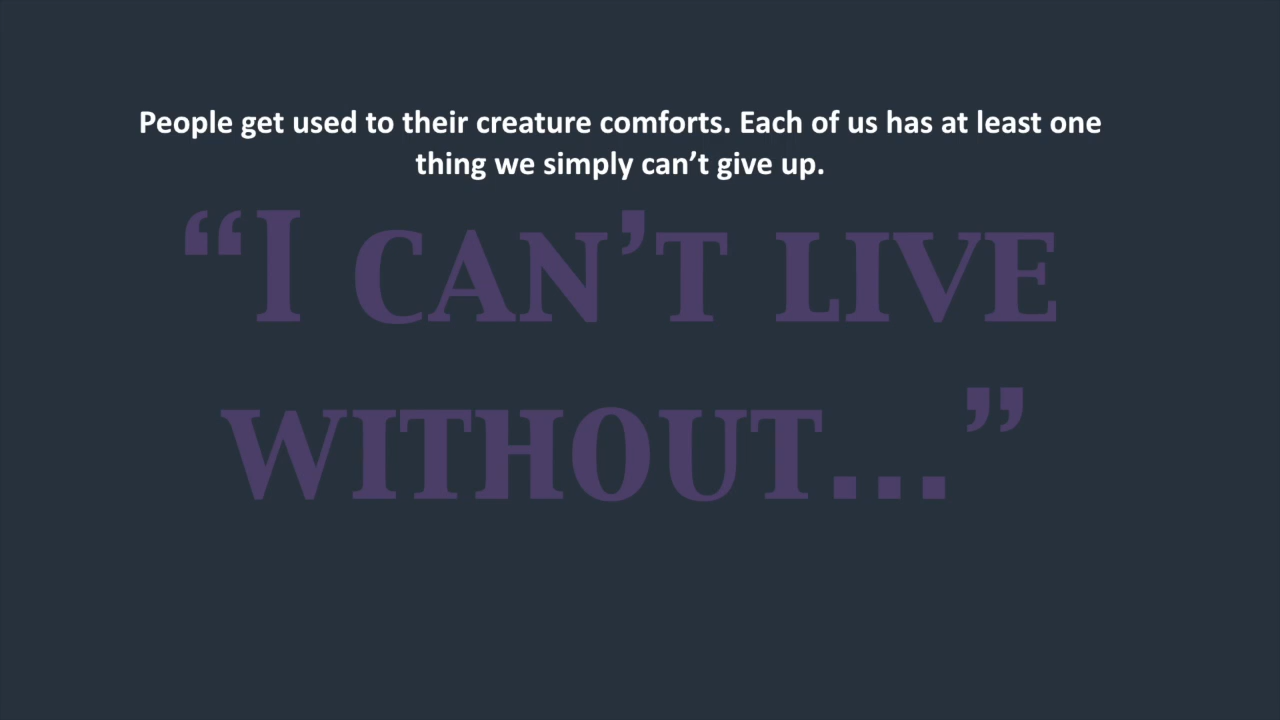 People get used to their creature comforts. Each of us has at least one
thing we simply can’t give up.
“I CAN’T LIVE
WITHOUT…”